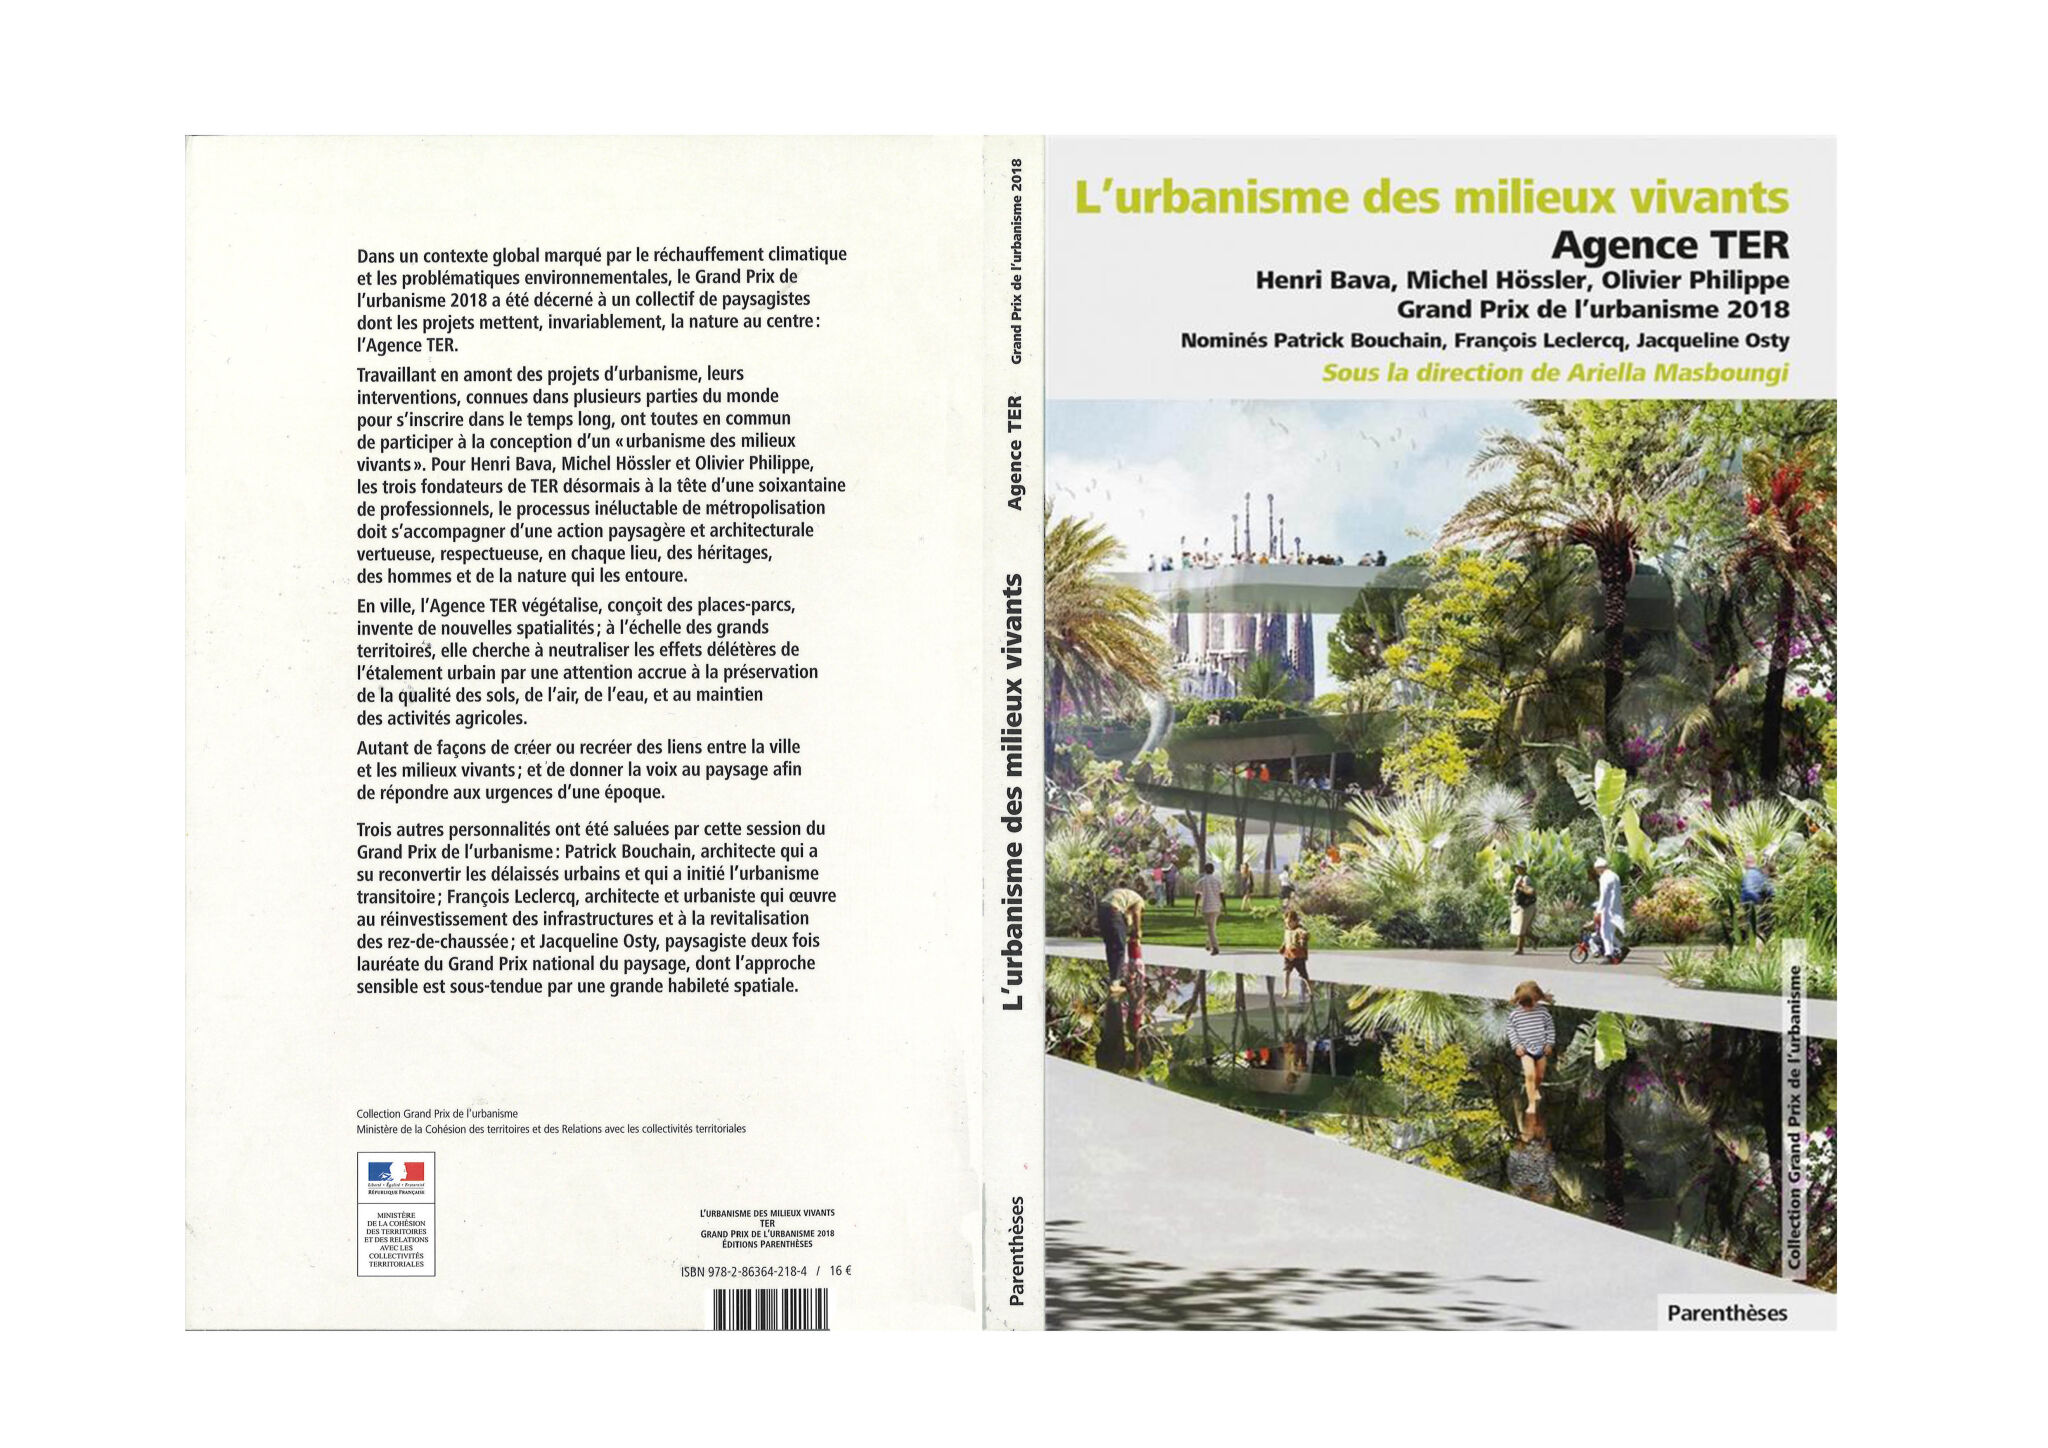 Dans un contexte global marqué par le réchauffement climatique
et les problématiques environnementales, le Grand Prix de
l'urbanisme 2018 a été décerné à un collectif de paysagistes
dont les projets mettent, invariablement, la nature au centre :
l'Agence TER.
Travaillant en amont des projets d'urbanisme, leurs
interventions, connues dans plusieurs parties du monde
pour s'inscrire dans le temps long, ont toutes en commun
de participer à la conception d'un « urbanisme des milieux
vivants ». Pour Henri Bava, Michel Hössler et Olivier Philippe,
les trois fondateurs de TER désormais à la tête d'une soixantaine
de professionnels, le processus inéluctable de métropolisation
doit s'accompagner d'une action paysagère et architecturale
vertueuse, respectueuse, en chaque lieu, des héritages,
des hommes et de la nature qui les entoure.
En ville, l'Agence TER végétalise, conçoit des places-parcs,
invente de nouvelles spatialités ; à l'échelle des grands
territoires, elle cherche à neutraliser les effets délétères de
l'étalement urbain par une attention accrue à la préservation
de la qualité des sols, de l'air, de l'eau, et au maintien
des activités agricoles.
Autant de façons de créer ou recréer des liens entre la ville
et les milieux vivants ; et de donner la voix au paysage afin
de répondre aux urgences d'une époque.
Trois autres personnalités ont été saluées par cette session du
Grand Prix de l'urbanisme : Patrick Bouchain, architecte qui a
su reconvertir les délaissés urbains et qui a initié l'urbanisme
transitoire ; François Leclercq, architecte et urbaniste qui œuvre
au réinvestissement des infrastructures et à la revitalisation
des rez-de-chaussée ; et Jacqueline Osty, paysagiste deux fois
lauréate du Grand Prix national du paysage, dont l'approche
sensible est sous-tendue par une grande habileté spatiale.
Collection Grand Prix de l'urbanisme
Ministère de la Cohésion des territoires et des Relations avec les collectivités territoriales
Liberté • Égalité • Fraternité
RÉPUBLIQUE FRANÇAISE
MINISTÈRE
DE LA COHÉSION
DES TERRITOIRES
ET DES RELATIONS
AVEC LES
COLLECTIVITÉS
TERRITORIALES
L'URBANISME DES MILIEUX VIVANTS
TER
GRAND PRIX DE L'URBANISME 2018
ÉDITIONS PARENTHÈSES
ISBN 978-2-86364-218-4 / 16 €
Parenthèses L'urbanisme des milieux vivants Agence TER Grand Prix de l'urbanisme 2018
L'urbanisme des milieux vivants
Agence TER
Henri Bava, Michel Hössler, Olivier Philippe
Grand Prix de l'urbanisme 2018
Nominés Patrick Bouchain, François Leclercq, Jacqueline Osty
Sous la direction de Ariella Masboungi
Collection Grand Prix de l'urbanisme
Parenthèses